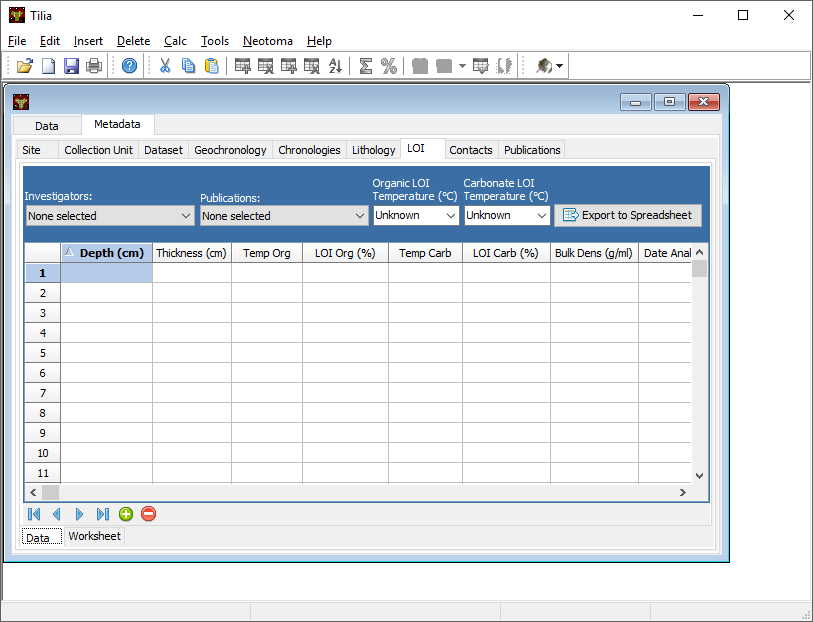 Tilia
File Edit Insert Delete Calc Tools Neotoma Help
Data Metadata
Site Collection Unit Dataset Geochronology Chronologies Lithology LOI Contacts Publications
Organic LOI Carbonate LOI
Investigators: Publications: Temperature (°C) Temperature (°C)
None selected None selected Unknown Unknown Export to Spreadsheet
Depth (cm) Thickness (cm) Temp Org LOI Org (%) Temp Carb LOI Carb (%) Bulk Dens (g/ml) Date Anal
1
2
3
4
5
6
7
8
9
10
11
Data Worksheet